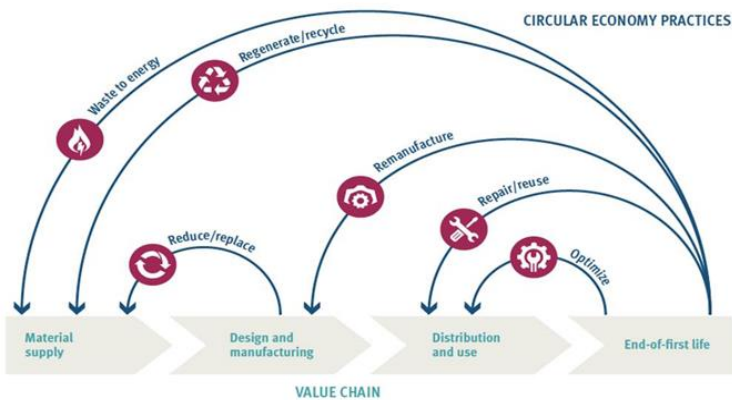 CIRCULAR ECONOMY PRACTICES
Waste to energy
Regenerate/recycle
Remanufacture
Repair/reuse
Reduce/replace
Optimize
Material
supply
Design and
manufacturing
Distribution
and use
End-of-first life
VALUE CHAIN